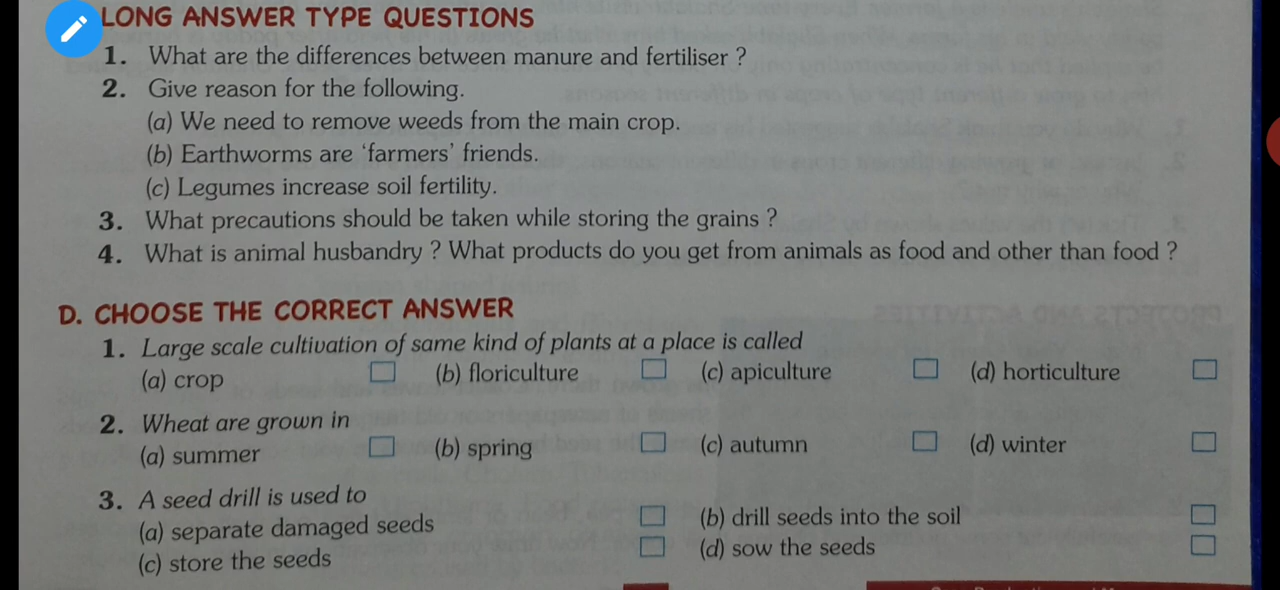 LONG ANSWER TYPE QUESTIONS
1. What are the differences between manure and fertiliser ?
2. Give reason for the following.
(a) We need to remove weeds from the main crop.
(b) Earthworms are ‘farmers’ friends.
(c) Legumes increase soil fertility.
3. What precautions should be taken while storing the grains ?
4. What is animal husbandry ? What products do you get from animals as food and other than food ?
D. CHOOSE THE CORRECT ANSWER
1. Large scale cultivation of same kind of plants at a place is called
(a) crop (b) floriculture (c) apiculture (d) horticulture
2. Wheat are grown in
(a) summer (b) spring (c) autumn (d) winter
3. A seed drill is used to
(a) separate damaged seeds (b) drill seeds into the soil
(c) store the seeds (d) sow the seeds